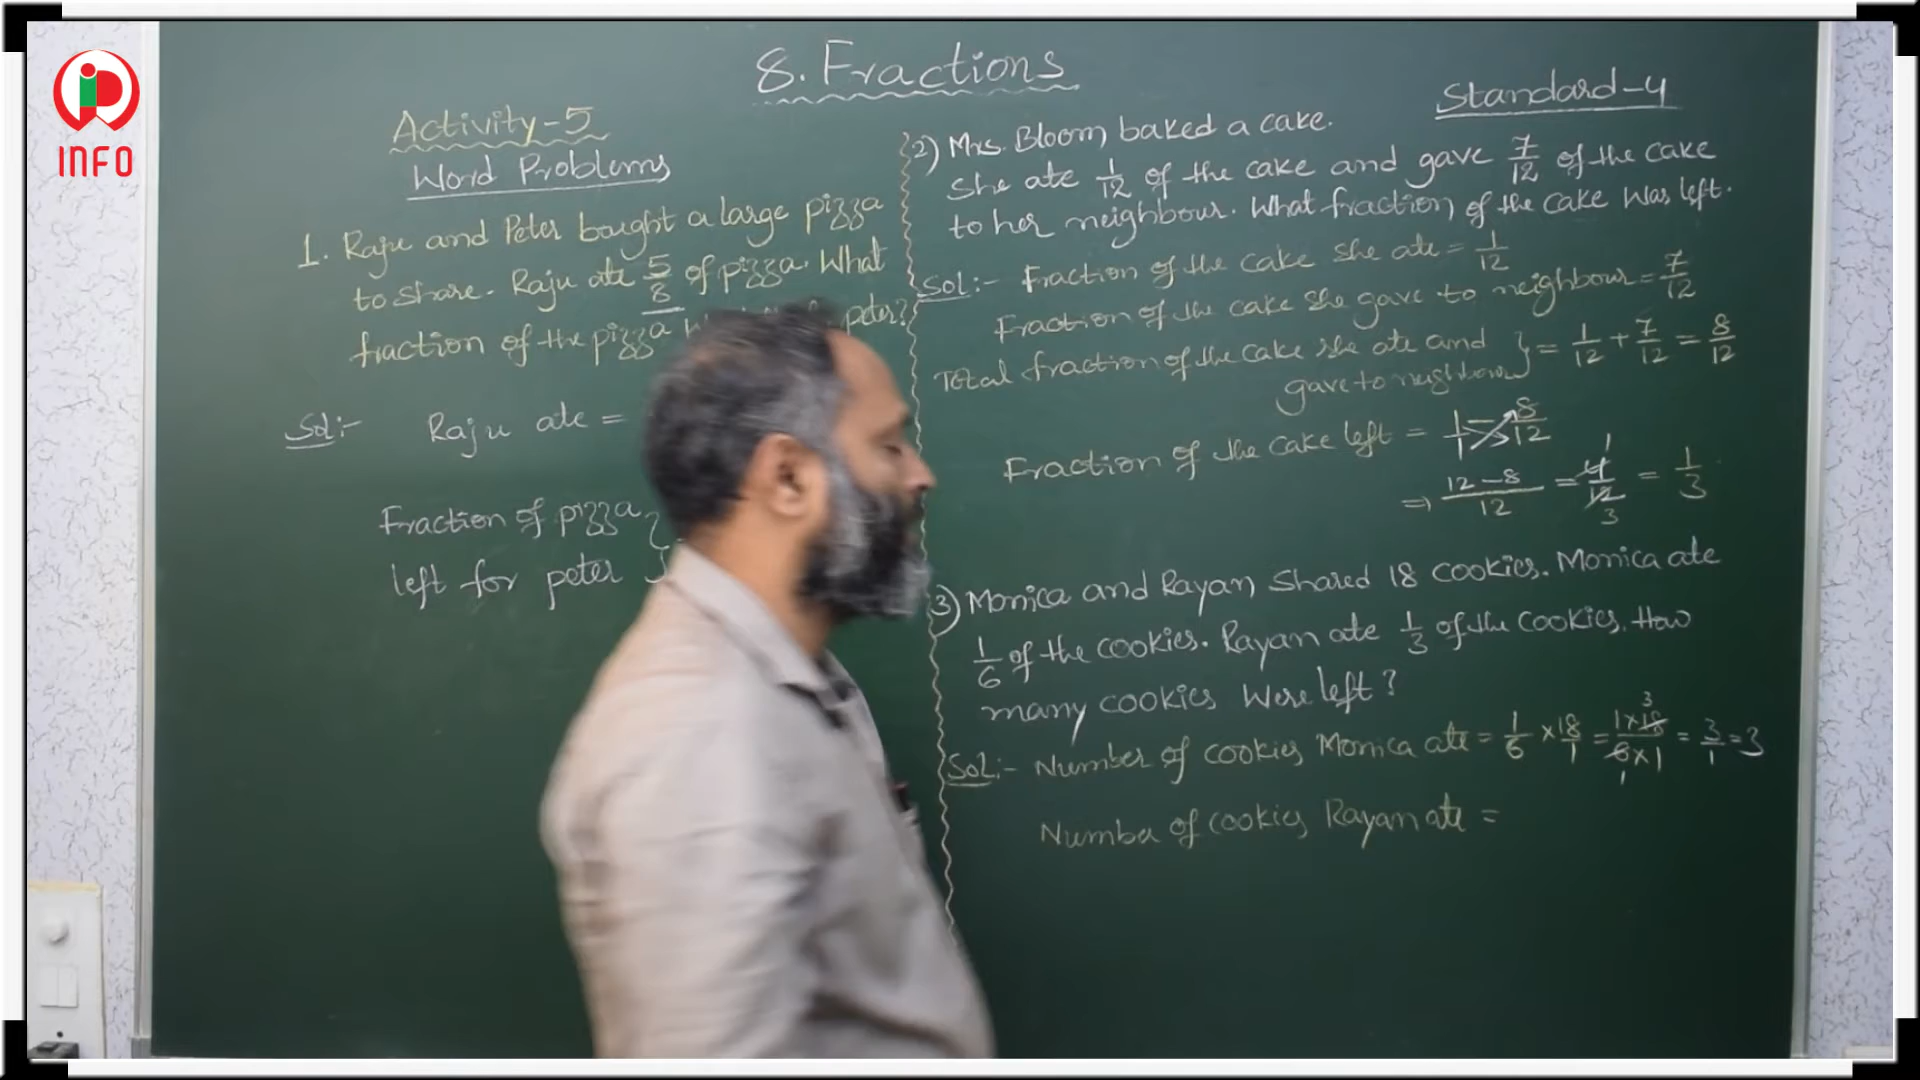 INFO
8. Fractions
Standard-4
Activity-5
Word Problems
1. Raju and Peter bought a large pizza
to share. Raju ate 5/8 of pizza. What
fraction of the pizza peter?
Sol:- Raju ate =
Fraction of pizza
left for peter }
2) Mrs. Bloom baked a cake.
She ate 1/12 of the cake and gave 7/12 of the cake
to her neighbour. What fraction of the cake was left.
Sol:- Fraction of the cake she ate = 1/12
Fraction of the cake she gave to neighbour = 7/12
Total fraction of the cake she ate and
gave to neighbour } = 1/12 + 7/12 = 8/12
Fraction of the cake left = 1/1 - 8/12
⇒ 12-8/12 = 4/12 = 1/3
3) Monica and Rayan Shared 18 cookies. Monica ate
1/6 of the cookies. Rayan ate 1/3 of the cookies. How
many cookies were left?
Sol:- Number of cookies Monica ate = 1/6 × 18/1 = 1×18/6×1 = 3/1 = 3
Numba of cookies Rayan ate =